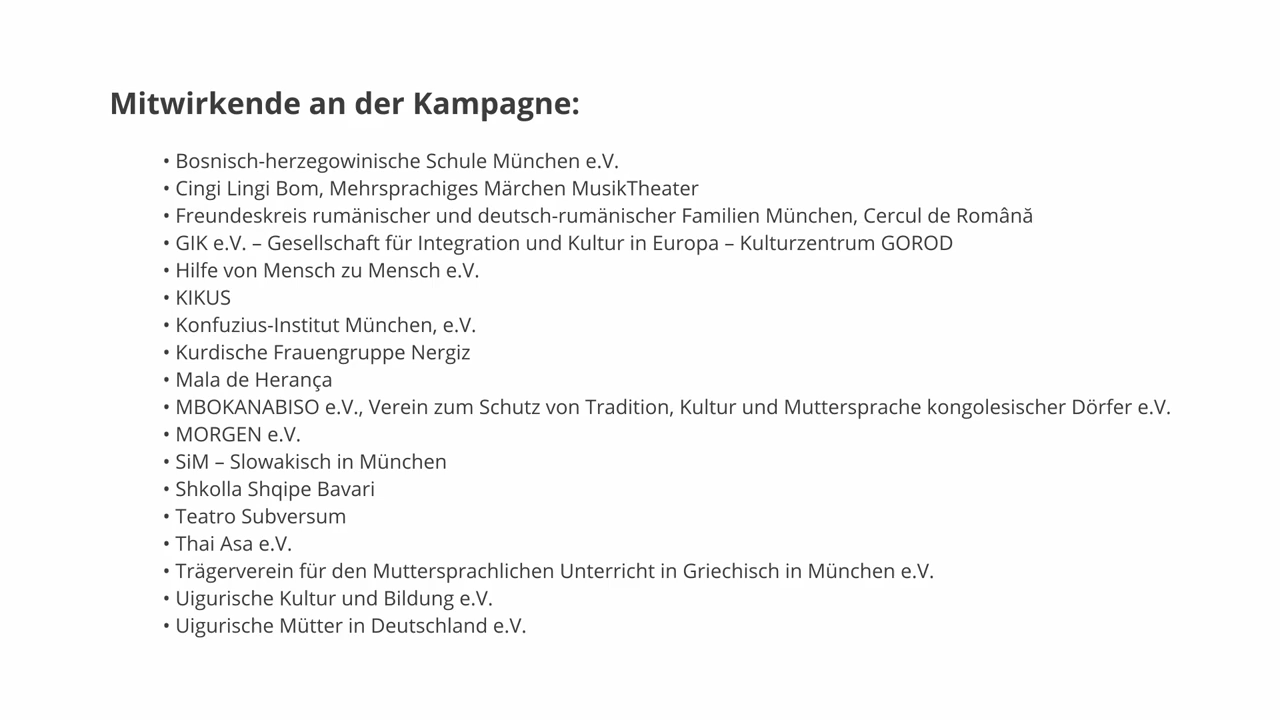 Mitwirkende an der Kampagne:
• Bosnisch-herzegowinische Schule München e.V.
• Cingi Lingi Bom, Mehrsprachiges Märchen MusikTheater
• Freundeskreis rumänischer und deutsch-rumänischer Familien München, Cercul de Română
• GIK e.V. – Gesellschaft für Integration und Kultur in Europa – Kulturzentrum GOROD
• Hilfe von Mensch zu Mensch e.V.
• KIKUS
• Konfuzius-Institut München, e.V.
• Kurdische Frauengruppe Nergiz
• Mala de Herança
• MBOKANABISO e.V., Verein zum Schutz von Tradition, Kultur und Muttersprache kongolesischer Dörfer e.V.
• MORGEN e.V.
• SiM – Slowakisch in München
• Shkolla Shqipe Bavari
• Teatro Subversum
• Thai Asa e.V.
• Trägerverein für den Muttersprachlichen Unterricht in Griechisch in München e.V.
• Uigurische Kultur und Bildung e.V.
• Uigurische Mütter in Deutschland e.V.